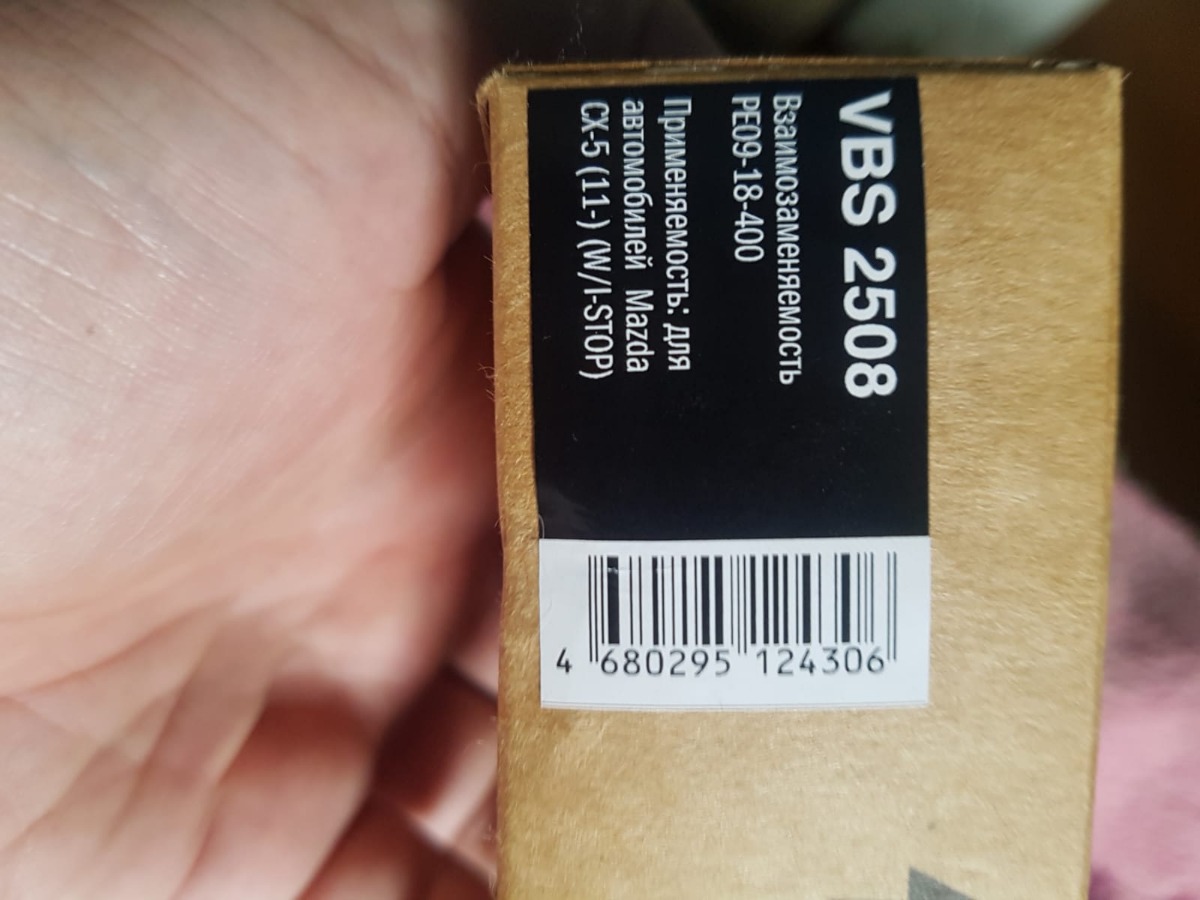 VBS 2508
Взаимозаменяемость
PE09-18-400
Применяемость: для
автомобилей Mazda
CX-5 (11-) (W/I-STOP)
4 680295 124306